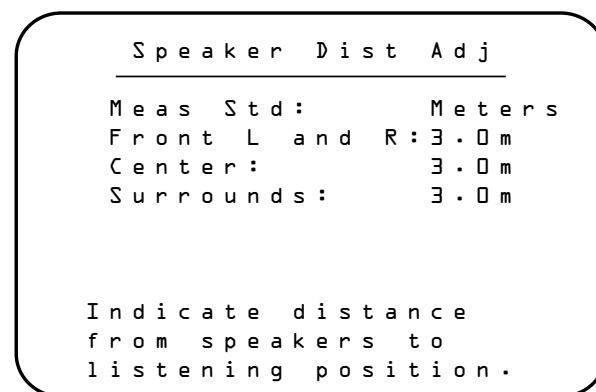 Speaker Dist Adj
Meas Std: Meters
Front L and R:3.0m
Center: 3.0m
Surrounds: 3.0m
Indicate distance
from speakers to
listening position.